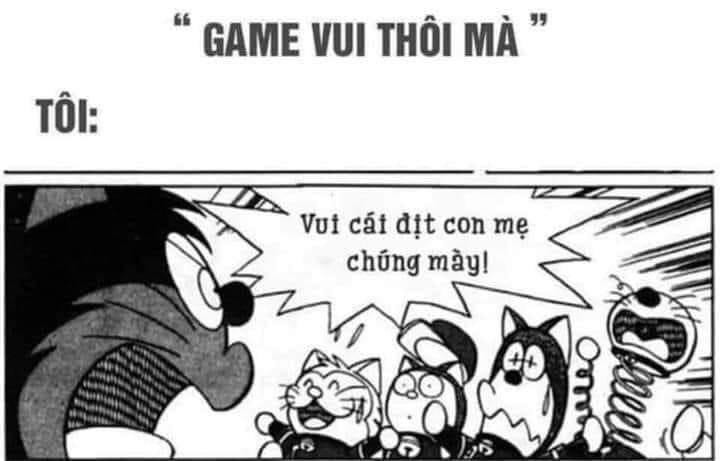 “ GAME VUI THÔI MÀ ”
TÔI:
Vui cái địt con mẹ
chúng mày!